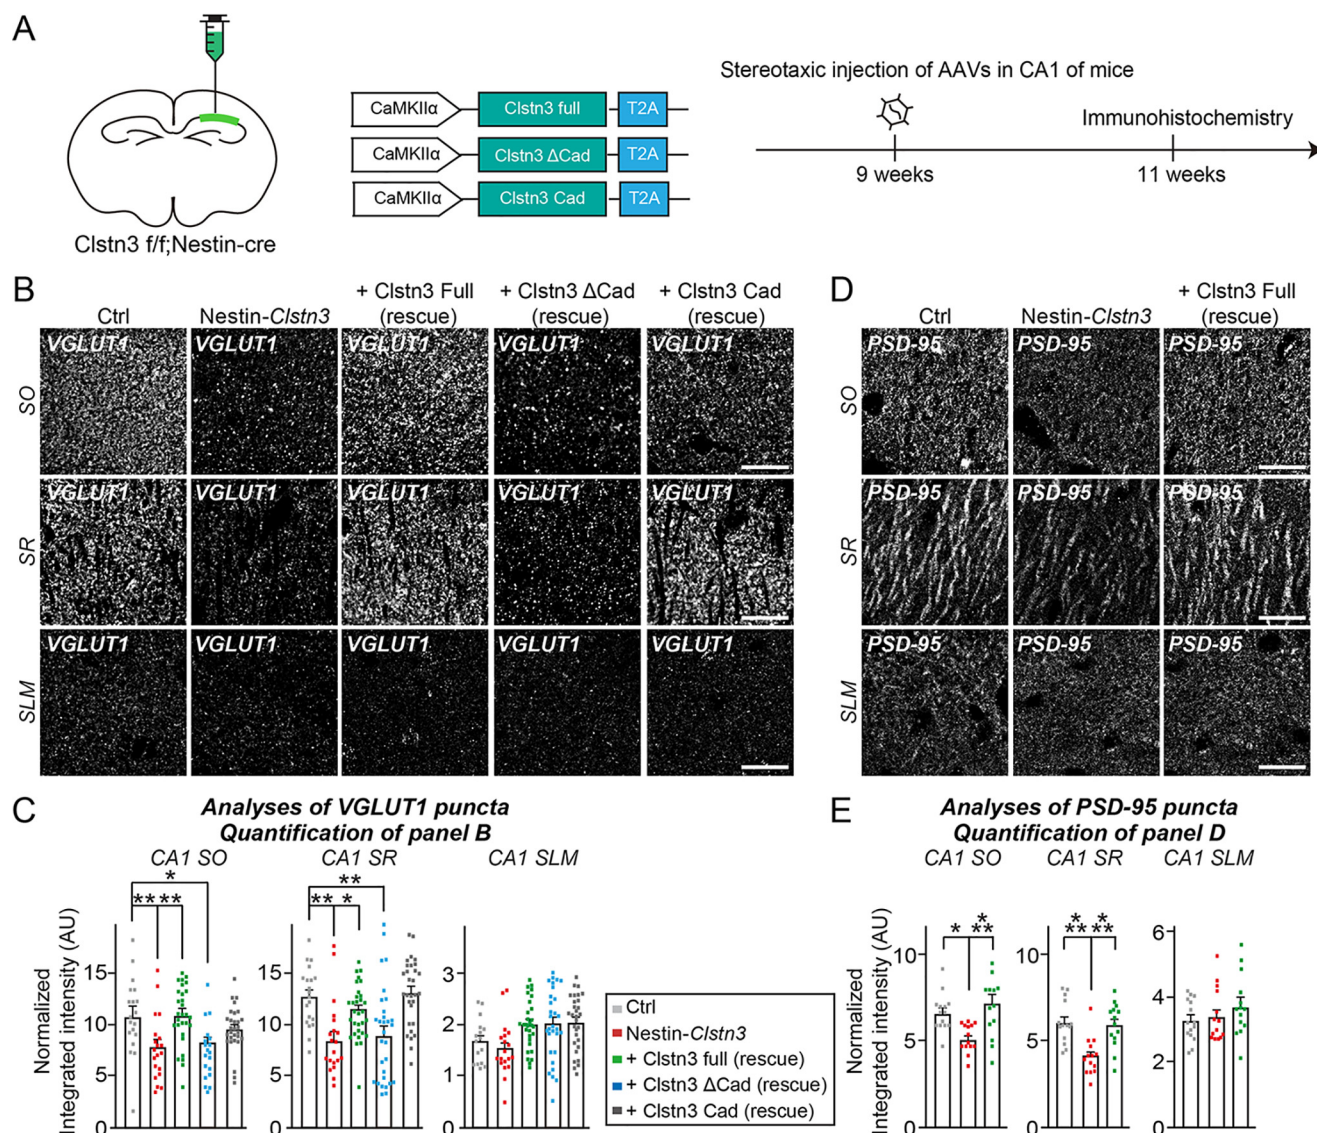 A
Stereotaxic injection of AAVs in CA1 of mice
CaMKIIα Clstn3 full T2A
CaMKIIα Clstn3 ΔCad T2A
CaMKIIα Clstn3 Cad T2A
Immunohistochemistry
9 weeks 11 weeks
Clstn3 f/f;Nestin-cre
B
Ctrl Nestin-Clstn3 + Clstn3 Full (rescue) + Clstn3 ΔCad (rescue) + Clstn3 Cad (rescue)
SO VGLUT1 VGLUT1 VGLUT1 VGLUT1 VGLUT1
SR VGLUT1 VGLUT1 VGLUT1 VGLUT1 VGLUT1
SLM VGLUT1 VGLUT1 VGLUT1 VGLUT1 VGLUT1
D
Ctrl Nestin-Clstn3 + Clstn3 Full (rescue)
SO PSD-95 PSD-95 PSD-95
SR PSD-95 PSD-95 PSD-95
SLM PSD-95 PSD-95 PSD-95
C
Analyses of VGLUT1 puncta
Quantification of panel B
CA1 SO CA1 SR CA1 SLM
Normalized
Integrated intensity (AU)
*
** **
15
10
5
0
**
** *
15
10
5
0
3
2
1
0
Ctrl
Nestin-Clstn3
+ Clstn3 full (rescue)
+ Clstn3 ΔCad (rescue)
+ Clstn3 Cad (rescue)
E
Analyses of PSD-95 puncta
Quantification of panel D
CA1 SO CA1 SR CA1 SLM
Normalized
Integrated intensity (AU)
*
* **
10
5
0
* *
** **
10
5
0
6
4
2
0